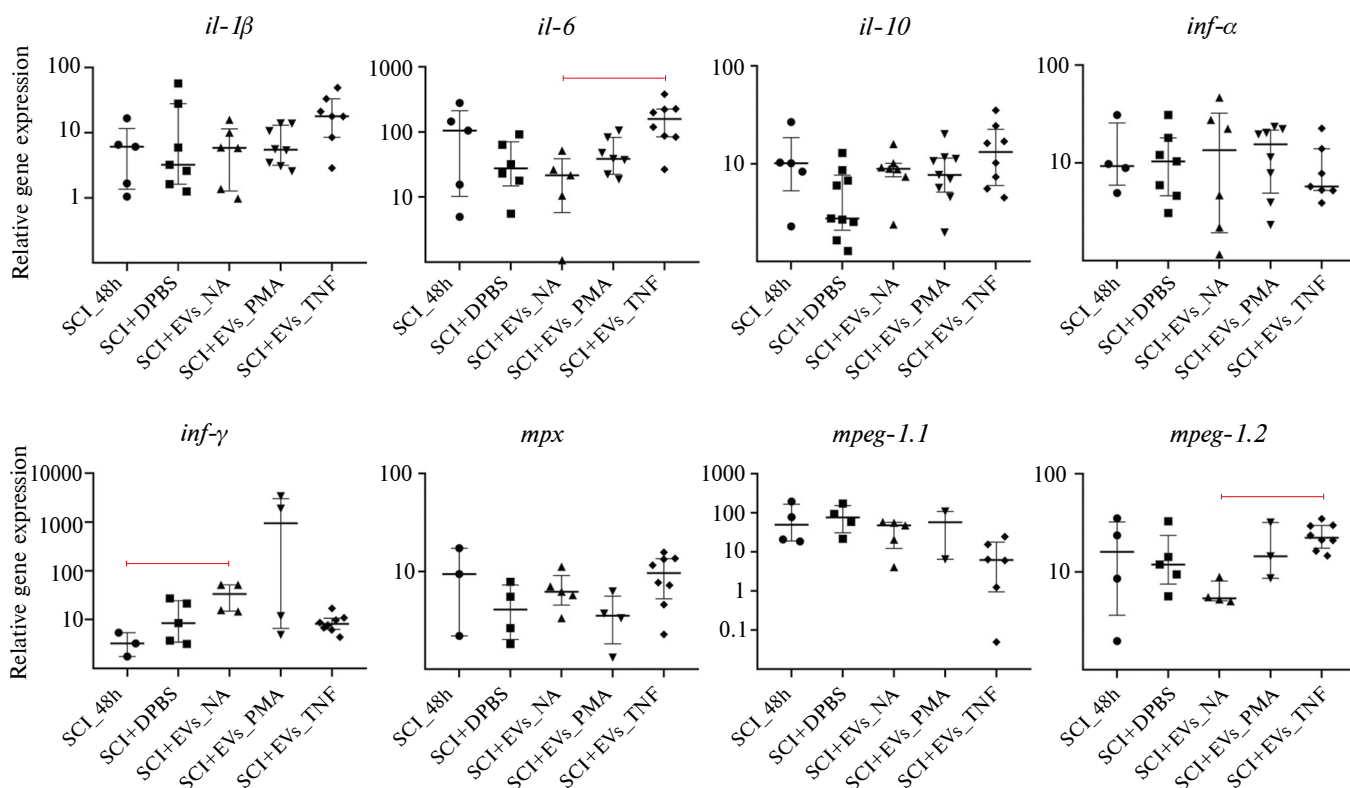 il-1β
il-6
il-10
inf-α
Relative gene expression
100
10
1
1000
100
10
100
10
100
10
SCI_48h
SCI+DPBS
SCI+EVs_NA
SCI+EVs_PMA
SCI+EVs_TNF
SCI_48h
SCI+DPBS
SCI+EVs_NA
SCI+EVs_PMA
SCI+EVs_TNF
SCI_48h
SCI+DPBS
SCI+EVs_NA
SCI+EVs_PMA
SCI+EVs_TNF
SCI_48h
SCI+DPBS
SCI+EVs_NA
SCI+EVs_PMA
SCI+EVs_TNF
inf-γ
mpx
mpeg-1.1
mpeg-1.2
Relative gene expression
10000
1000
100
10
100
10
1000
100
10
1
0.1
100
10
SCI_48h
SCI+DPBS
SCI+EVs_NA
SCI+EVs_PMA
SCI+EVs_TNF
SCI_48h
SCI+DPBS
SCI+EVs_NA
SCI+EVs_PMA
SCI+EVs_TNF
SCI_48h
SCI+DPBS
SCI+EVs_NA
SCI+EVs_PMA
SCI+EVs_TNF
SCI_48h
SCI+DPBS
SCI+EVs_NA
SCI+EVs_PMA
SCI+EVs_TNF